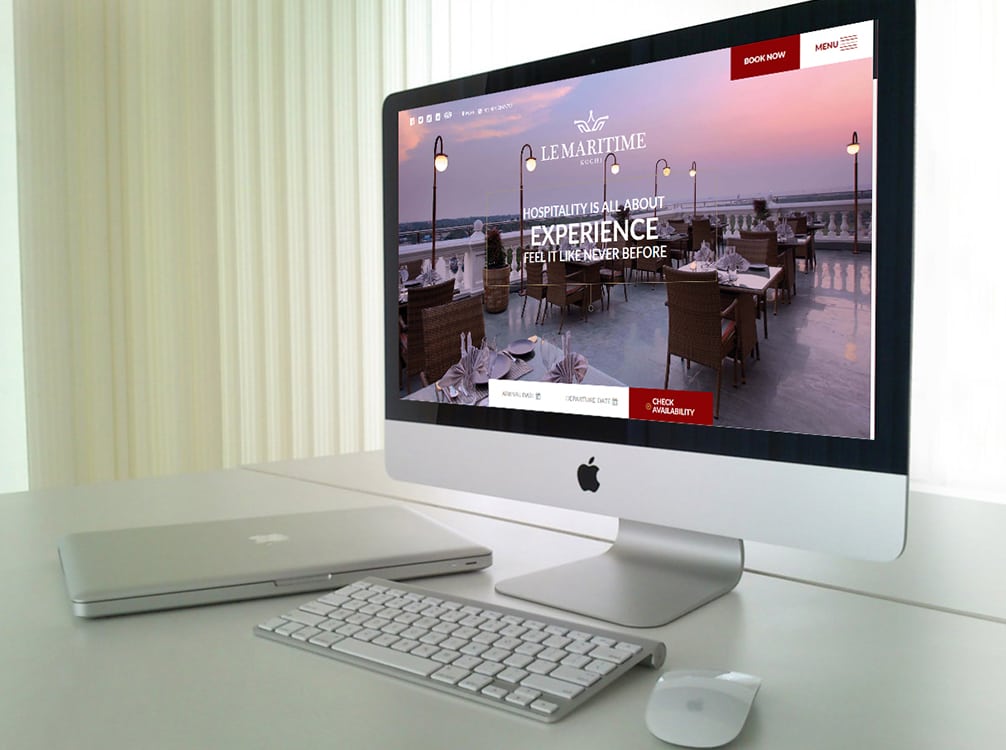 BOOK NOW
MENU
LE MARITIME
KOCHI
HOSPITALITY IS ALL ABOUT
EXPERIENCE
FEEL IT LIKE NEVER BEFORE
ARRIVAL DATE
DEPARTURE DATE
CHECK
AVAILABILITY